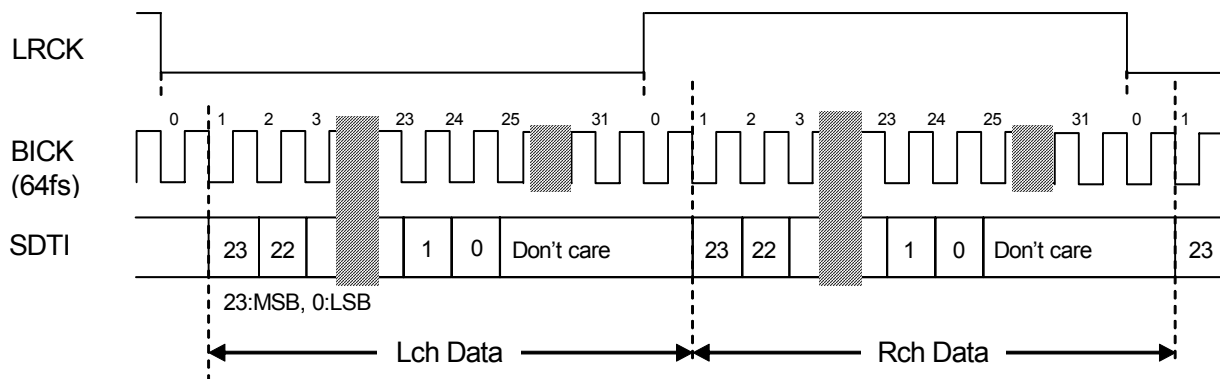 LRCK
0 1 2 3 23 24 25 31 0 1 2 3 23 24 25 31 0 1
BICK
(64fs)
SDTI 23 22 1 0 Don't care 23 22 1 0 Don't care 23
23:MSB, 0:LSB
Lch Data Rch Data